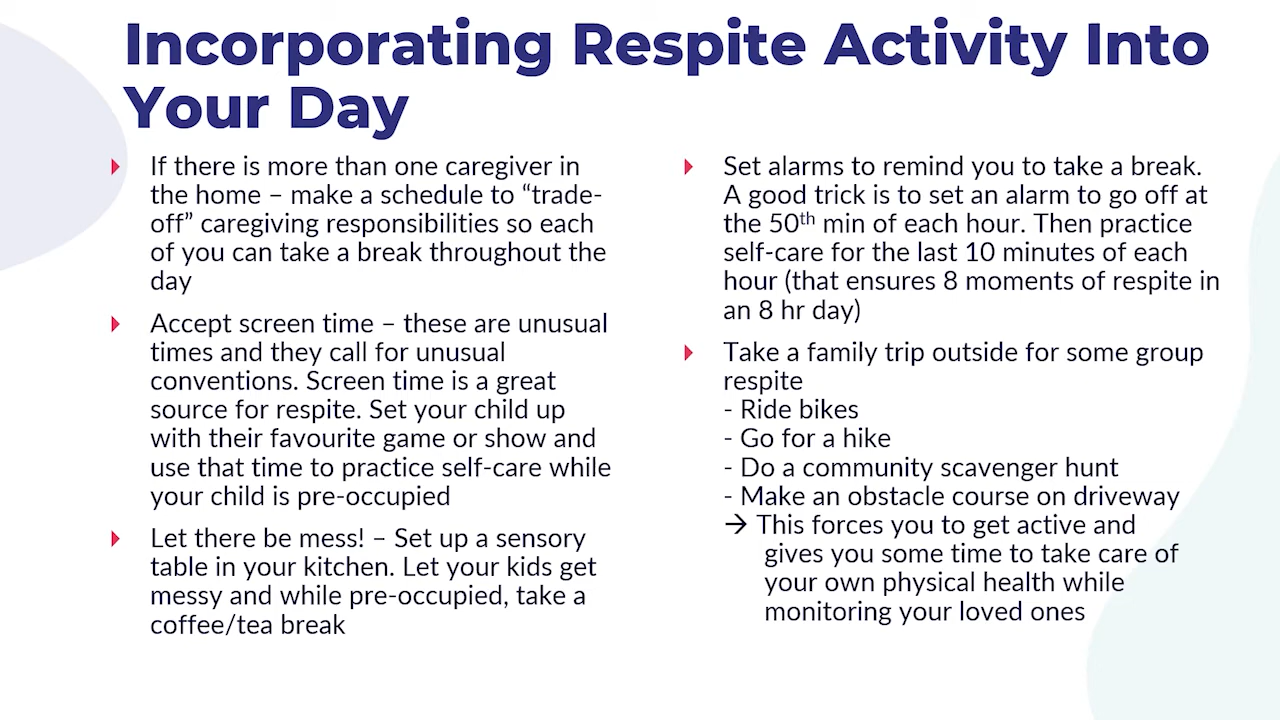 Incorporating Respite Activity Into
Your Day
If there is more than one caregiver in
the home – make a schedule to “trade-
off” caregiving responsibilities so each
of you can take a break throughout the
day
Accept screen time – these are unusual
times and they call for unusual
conventions. Screen time is a great
source for respite. Set your child up
with their favourite game or show and
use that time to practice self-care while
your child is pre-occupied
Let there be mess! – Set up a sensory
table in your kitchen. Let your kids get
messy and while pre-occupied, take a
coffee/tea break
Set alarms to remind you to take a break.
A good trick is to set an alarm to go off at
the 50th min of each hour. Then practice
self-care for the last 10 minutes of each
hour (that ensures 8 moments of respite in
an 8 hr day)
Take a family trip outside for some group
respite
- Ride bikes
- Go for a hike
- Do a community scavenger hunt
- Make an obstacle course on driveway
→ This forces you to get active and
gives you some time to take care of
your own physical health while
monitoring your loved ones